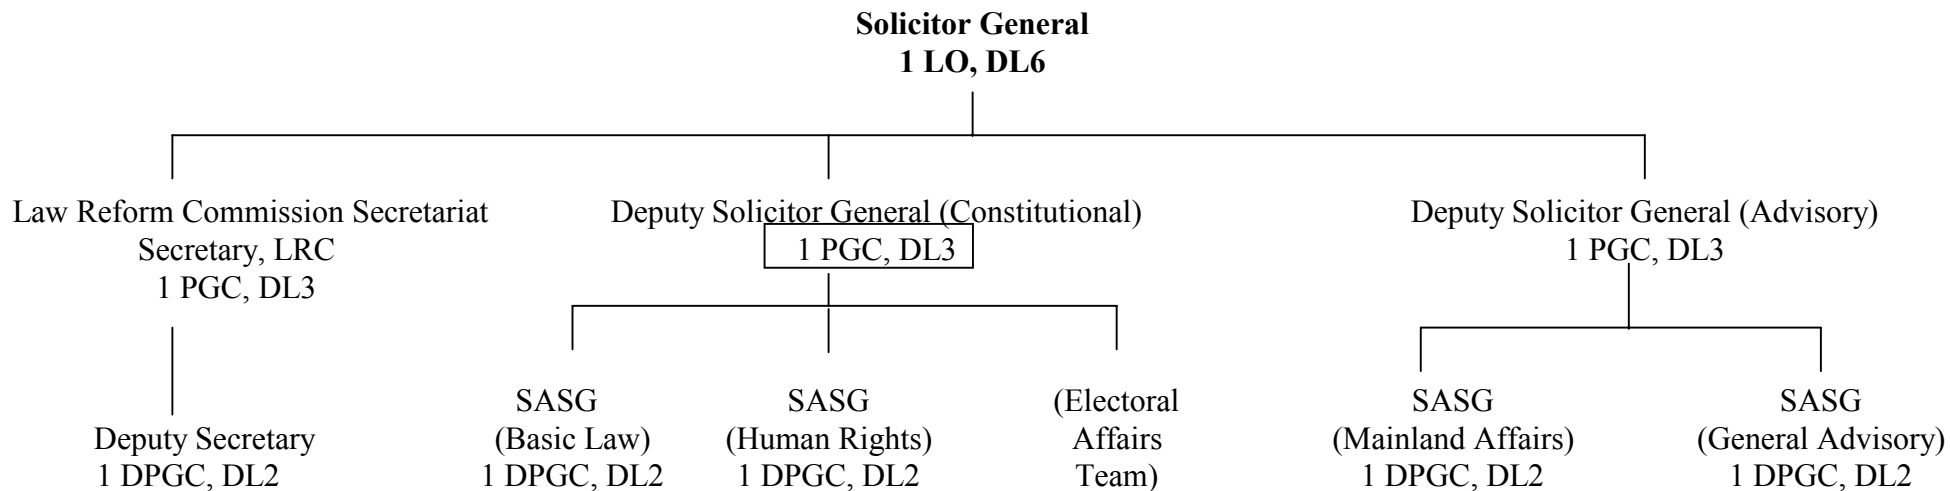 Solicitor General
1 LO, DL6
Law Reform Commission Secretariat
Secretary, LRC
1 PGC, DL3
Deputy Solicitor General (Constitutional)
1 PGC, DL3
Deputy Solicitor General (Advisory)
1 PGC, DL3
Deputy Secretary
1 DPGC, DL2
SASG
(Basic Law)
1 DPGC, DL2
SASG
(Human Rights)
1 DPGC, DL2
(Electoral
Affairs
Team)
SASG
(Mainland Affairs)
1 DPGC, DL2
SASG
(General Advisory)
1 DPGC, DL2